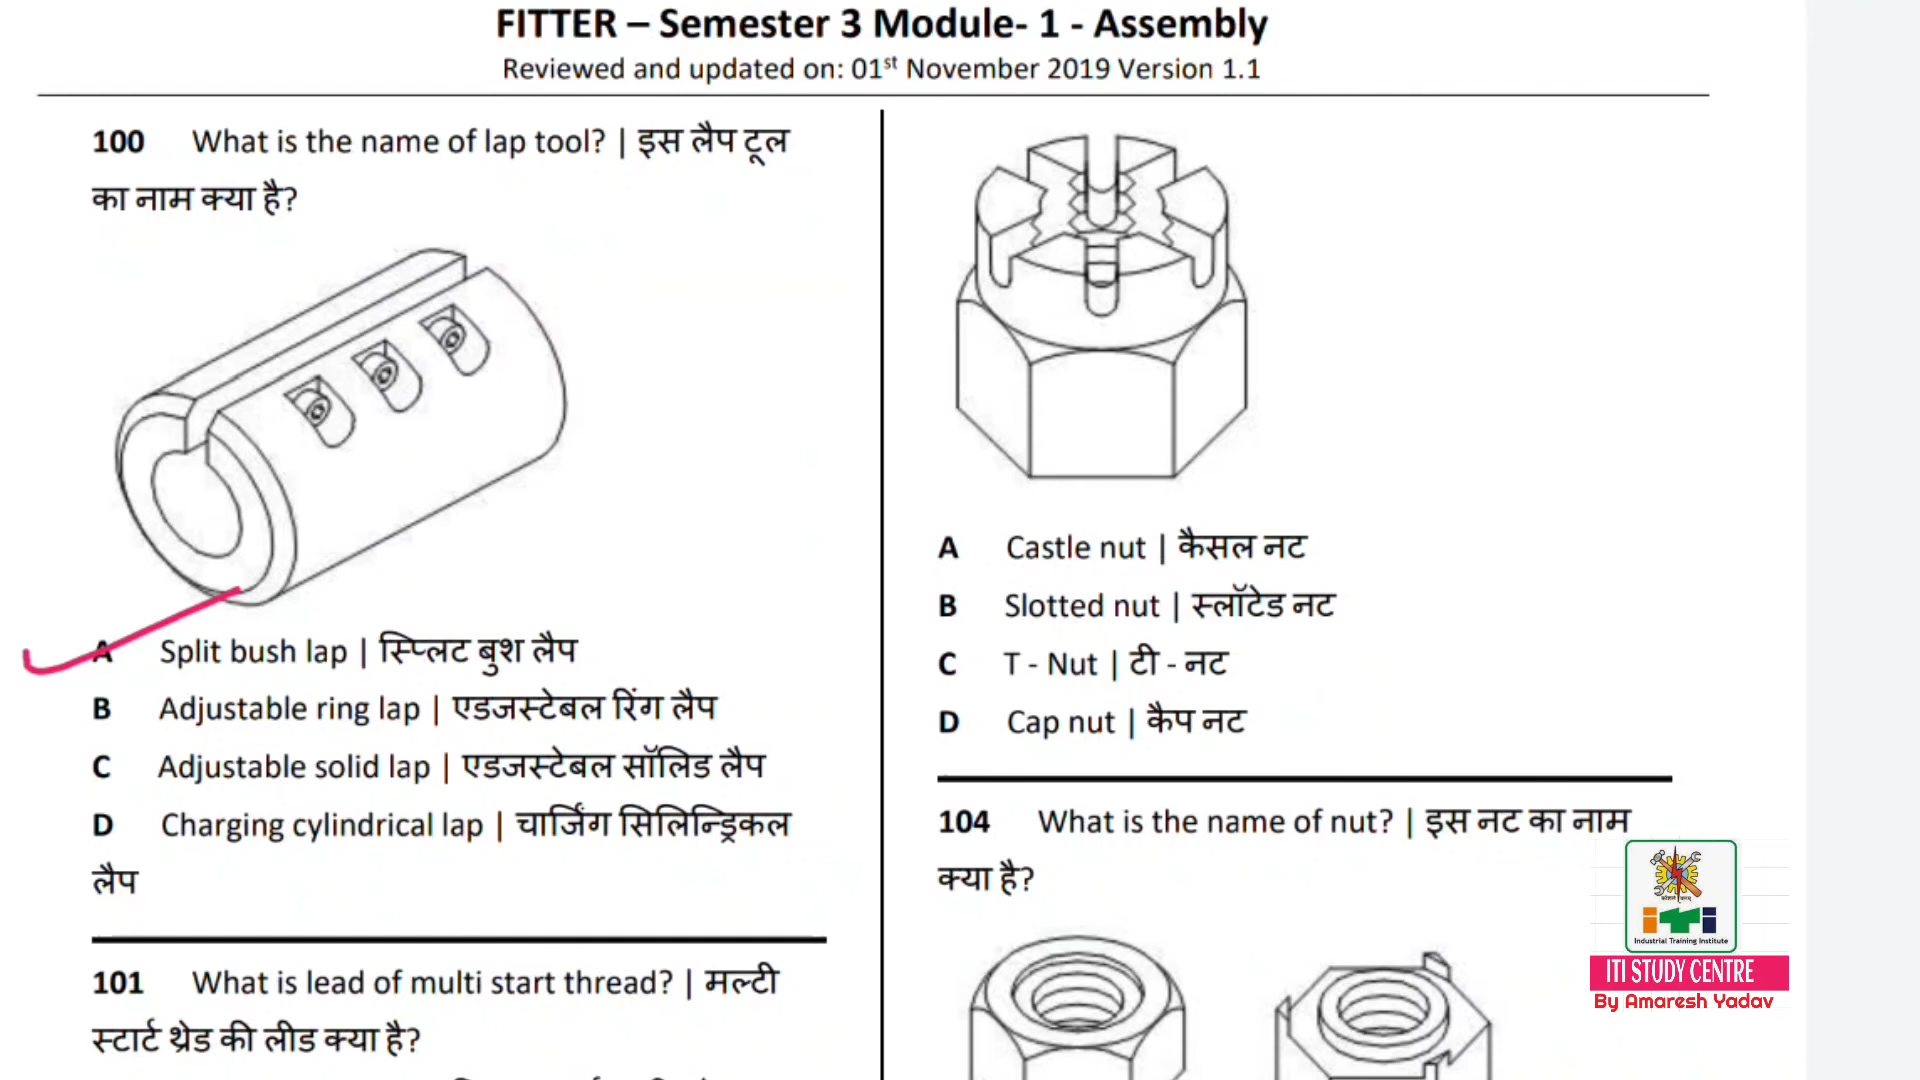 FITTER – Semester 3 Module- 1 - Assembly
Reviewed and updated on: 01st November 2019 Version 1.1
100 What is the name of lap tool? | इस लैप टूल
का नाम क्या है?
A Split bush lap | स्प्लिट बुश लैप
B Adjustable ring lap | एडजस्टेबल रिंग लैप
C Adjustable solid lap | एडजस्टेबल सॉलिड लैप
D Charging cylindrical lap | चार्जिंग सिलिन्ड्रिकल
लैप
101 What is lead of multi start thread? | मल्टी
स्टार्ट थ्रेड की लीड क्या है?
A Castle nut | कैसल नट
B Slotted nut | स्लॉटेड नट
C T - Nut | टी - नट
D Cap nut | कैप नट
104 What is the name of nut? | इस नट का नाम
क्या है?
iti
Industrial Training Institute
ITI STUDY CENTRE
By Amaresh Yadav